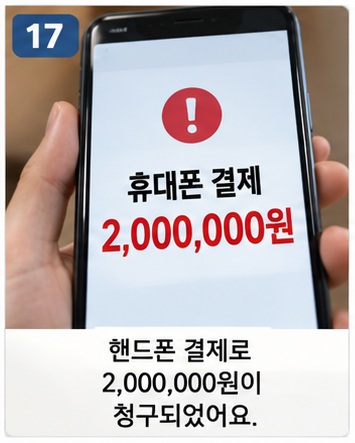 17
휴대폰 결제
2,000,000원
핸드폰 결제로
2,000,000원이
청구되었어요.